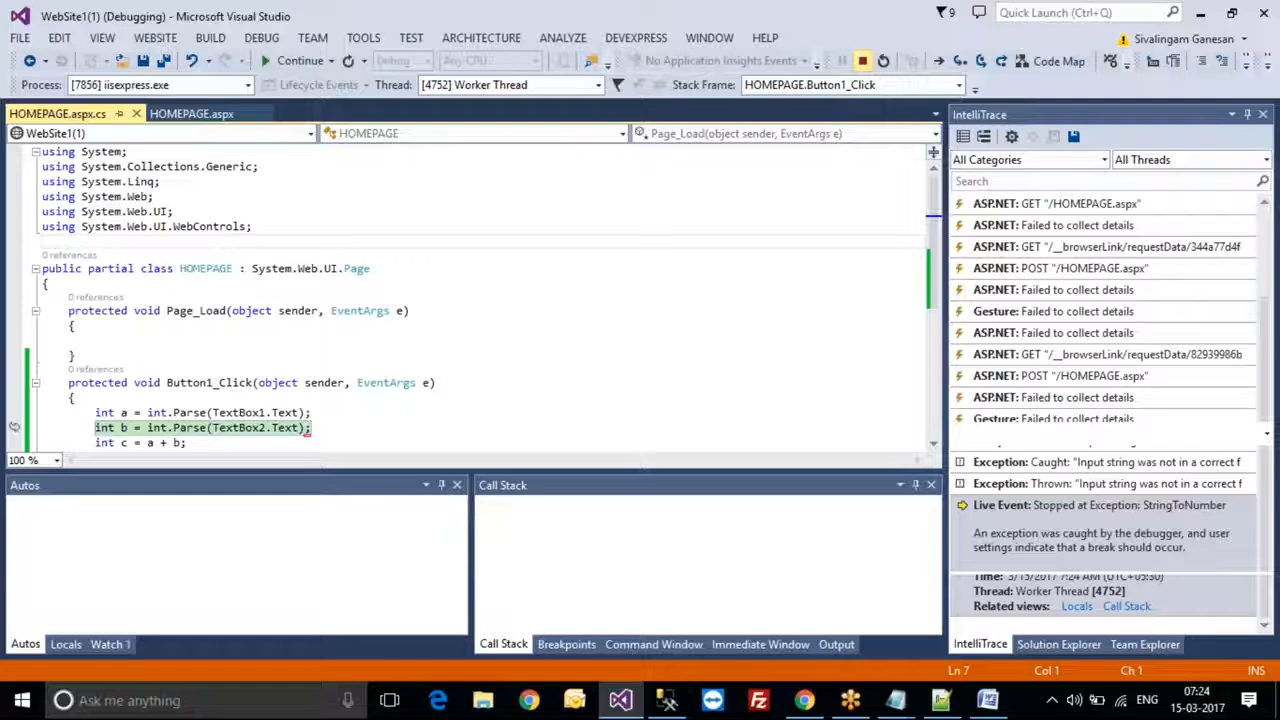 WebSite1(1) (Debugging) - Microsoft Visual Studio
9
Quick Launch (Ctrl+Q)
FILE EDIT VIEW WEBSITE BUILD DEBUG TEAM TOOLS TEST ARCHITECTURE ANALYZE DEVEXPRESS WINDOW HELP
Sivalingam Ganesan
Continue Debug Any CPU No Application Insights Events Code Map
Process: [7856] iisexpress.exe Lifecycle Events Thread: [4752] Worker Thread Stack Frame: HOMEPAGE.Button1_Click
HOMEPAGE.aspx.cs HOMEPAGE.aspx
WebSite1(1) HOMEPAGE Page_Load(object sender, EventArgs e)
using System;
using System.Collections.Generic;
using System.Linq;
using System.Web;
using System.Web.UI;
using System.Web.UI.WebControls;
0 references
public partial class HOMEPAGE : System.Web.UI.Page
{
0 references
protected void Page_Load(object sender, EventArgs e)
{
}
0 references
protected void Button1_Click(object sender, EventArgs e)
{
int a = int.Parse(TextBox1.Text);
int b = int.Parse(TextBox2.Text);
int c = a + b;
100 %
IntelliTrace
All Categories All Threads
Search
ASP.NET: GET "/HOMEPAGE.aspx"
ASP.NET: Failed to collect details
ASP.NET: GET "/__browserLink/requestData/344a77d4f
ASP.NET: POST "/HOMEPAGE.aspx"
ASP.NET: Failed to collect details
Gesture: Failed to collect details
ASP.NET: Failed to collect details
ASP.NET: GET "/__browserLink/requestData/82939986b
ASP.NET: POST "/HOMEPAGE.aspx"
ASP.NET: Failed to collect details
Gesture: Failed to collect details
Exception: Caught: "Input string was not in a correct f
Exception: Thrown: "Input string was not in a correct f
Live Event: Stopped at Exception: StringToNumber
An exception was caught by the debugger, and user
settings indicate that a break should occur.
Time: 3/15/2017 7:24 AM (UTC+05:30)
Thread: Worker Thread [4752]
Related views: Locals Call Stack
IntelliTrace Solution Explorer Team Explorer
Autos
Call Stack
Autos Locals Watch 1
Call Stack Breakpoints Command Window Immediate Window Output
Ln 7 Col 1 Ch 1 INS
Ask me anything
ENG
07:24
15-03-2017